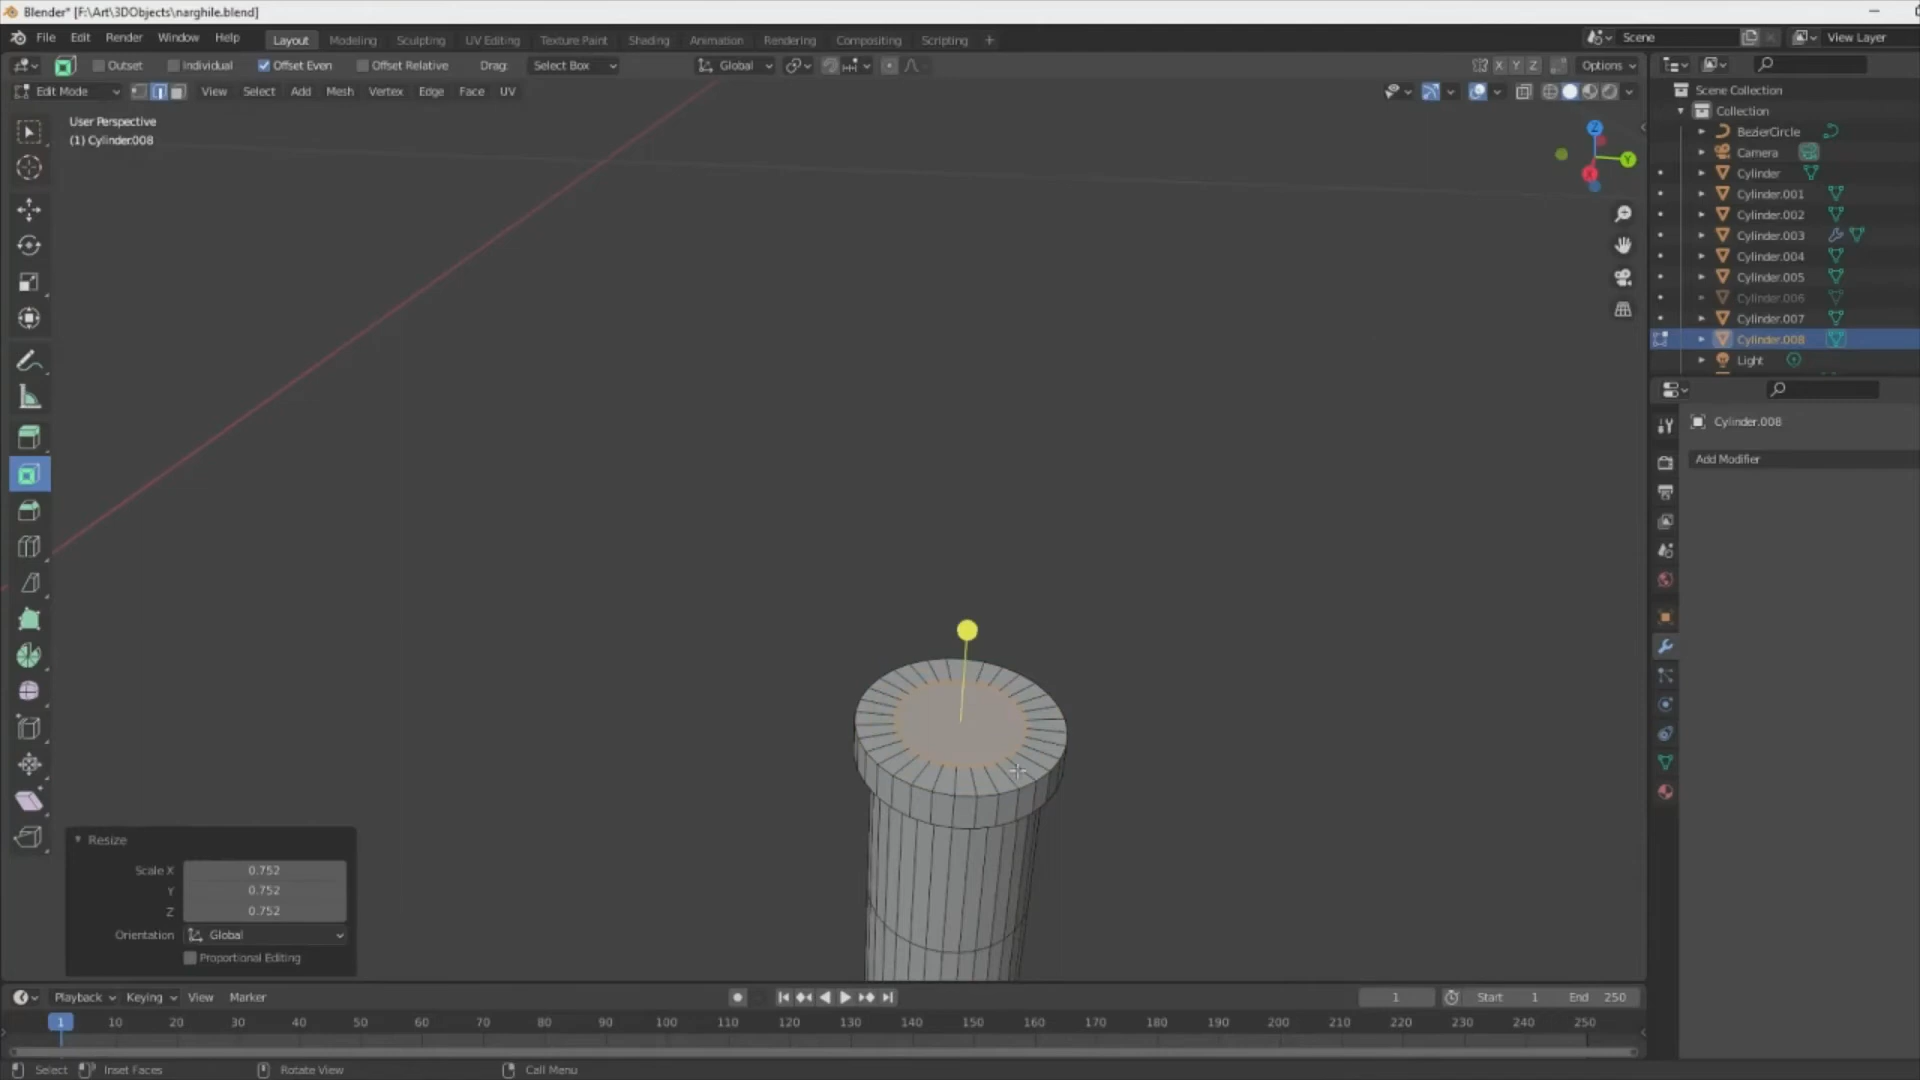 Blender* [F:\Art\3DObjects\narghile.blend]
File Edit Render Window Help Layout Modeling Sculpting UV Editing Texture Paint Shading Animation Rendering Compositing Scripting + Scene View Layer
Outset Individual Offset Even Offset Relative Drag: Select Box Global X Y Z Options
Edit Mode View Select Add Mesh Vertex Edge Face UV
Scene Collection
Collection
BezierCircle
Camera
Cylinder
Cylinder.001
Cylinder.002
Cylinder.003
Cylinder.004
Cylinder.005
Cylinder.006
Cylinder.007
Cylinder.008
Light
User Perspective
(1) Cylinder.008
Z
Y
X
Cylinder.008
Add Modifier
Resize
Scale X 0.752
Y 0.752
Z 0.752
Orientation Global
Proportional Editing
Playback Keying View Marker 1 Start 1 End 250
1 10 20 30 40 50 60 70 80 90 100 110 120 130 140 150 160 170 180 190 200 210 220 230 240 250
Select Inset Faces Rotate View Call Menu